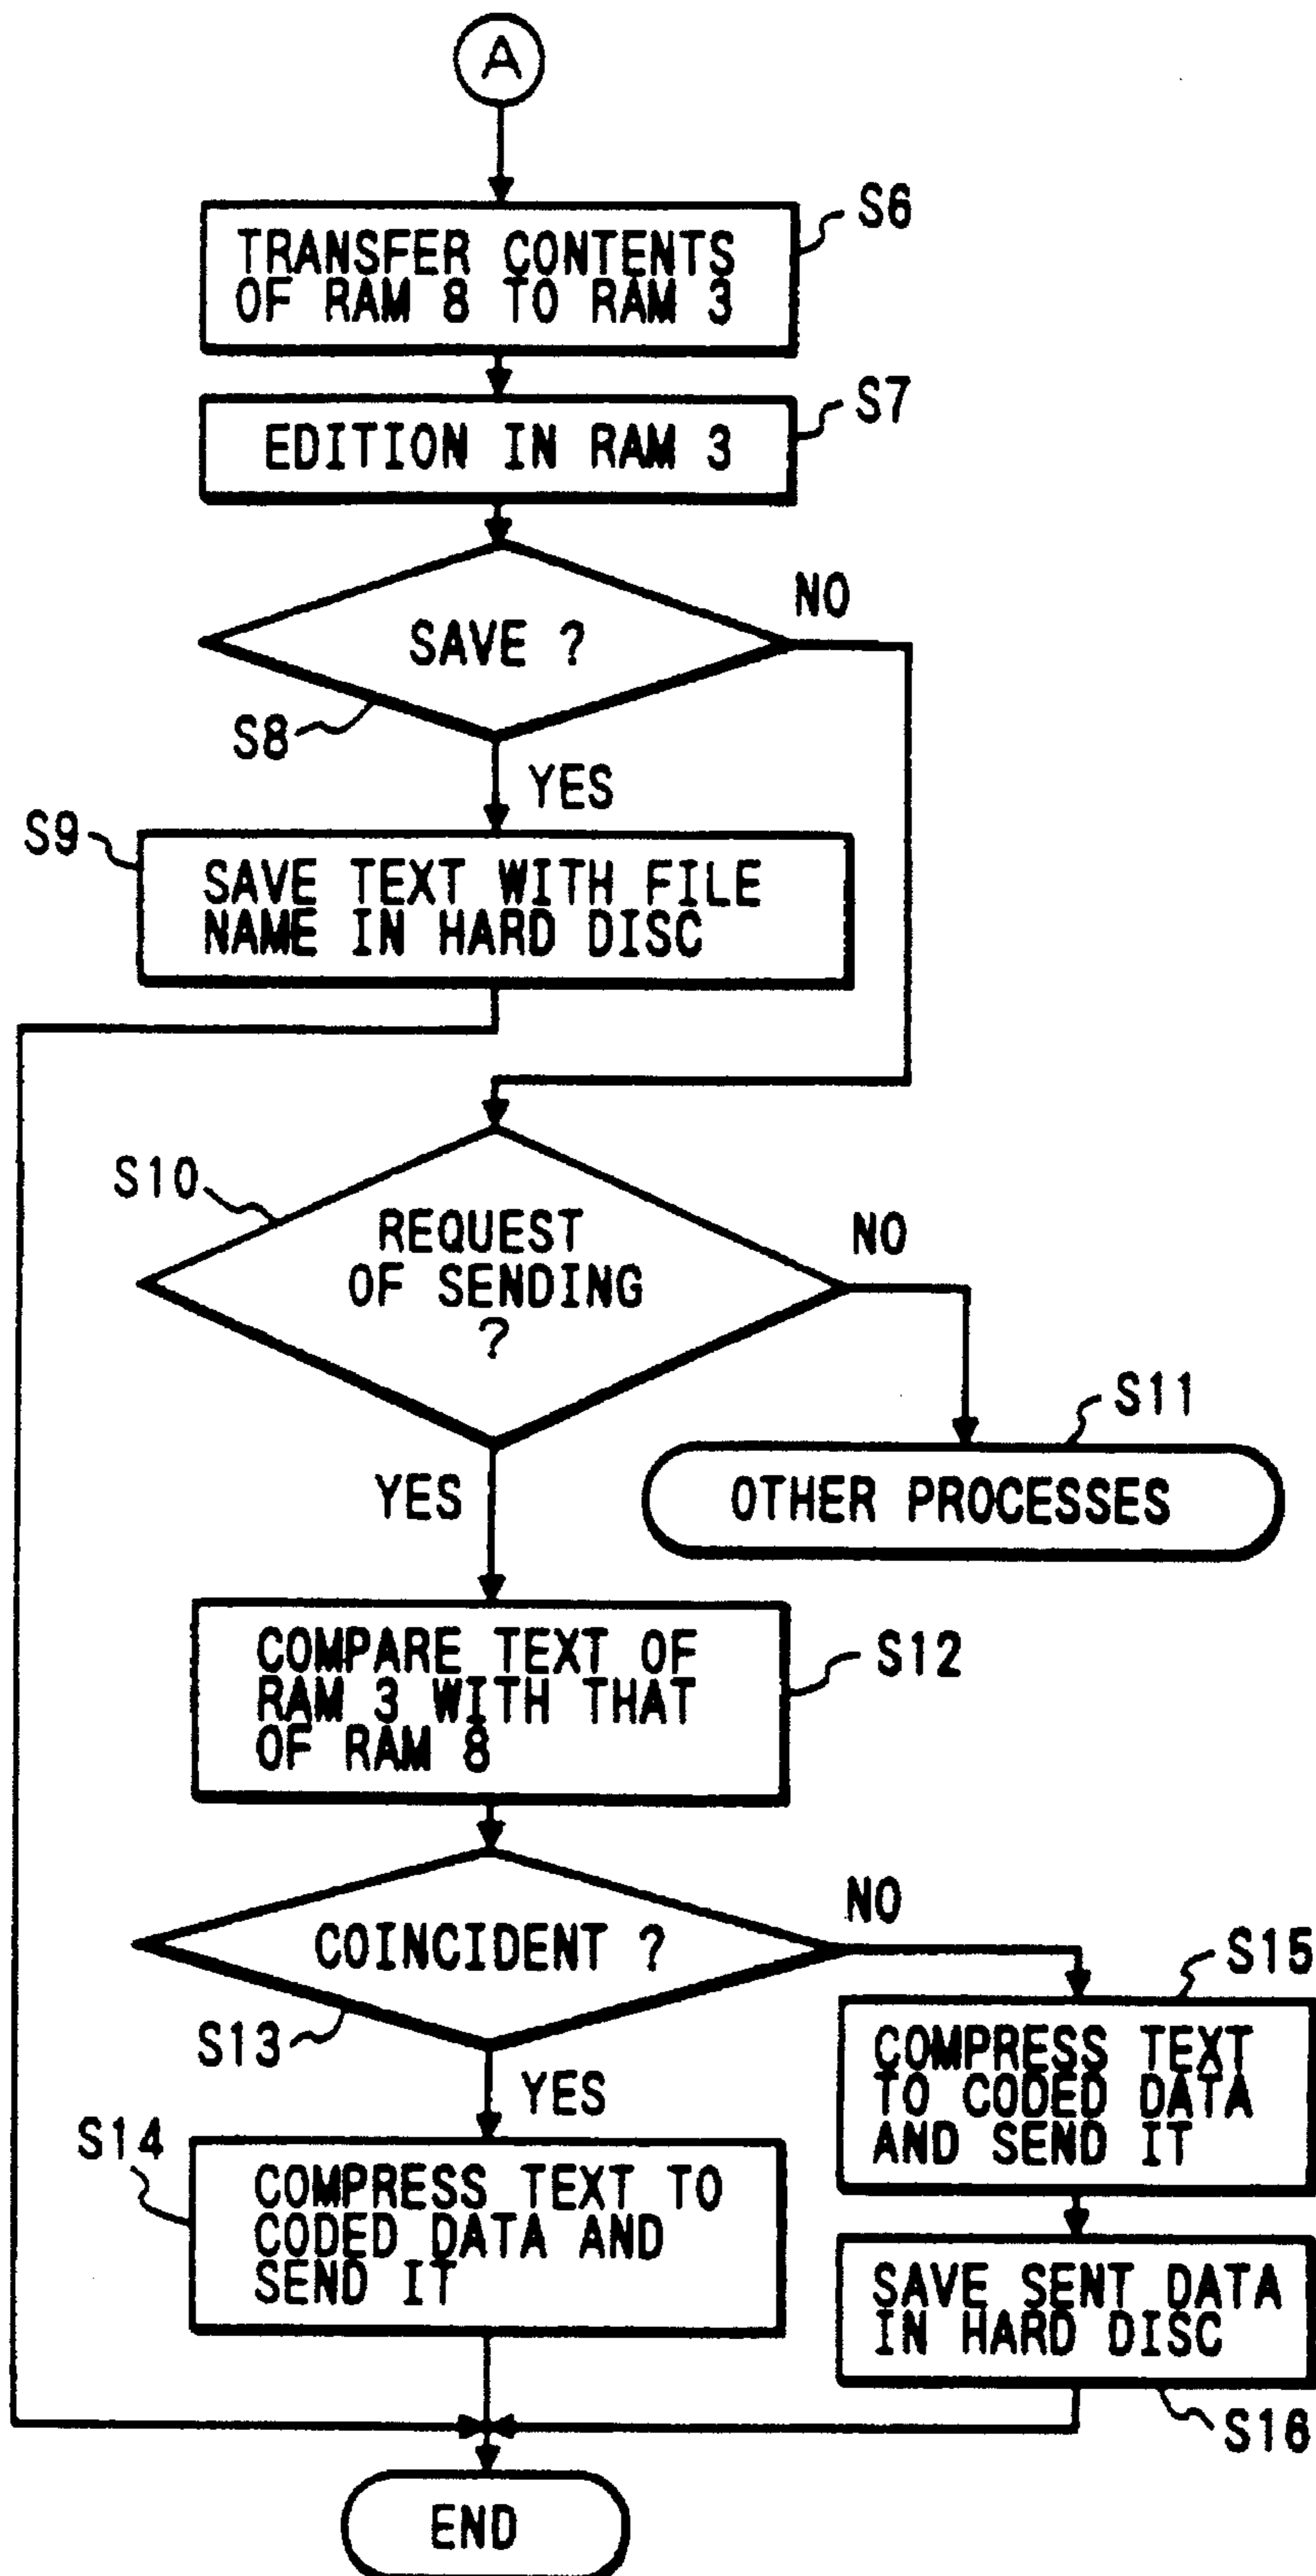 A
S6
TRANSFER CONTENTS
OF RAM 8 TO RAM 3
S7
EDITION IN RAM 3
NO
SAVE ?
S8
YES
S9
SAVE TEXT WITH FILE
NAME IN HARD DISC
S10
REQUEST
OF SENDING
?
NO
S11
OTHER PROCESSES
YES
COMPARE TEXT OF
RAM 3 WITH THAT
OF RAM 8
S12
NO
COINCIDENT ?
S13
YES
S15
COMPRESS TEXT
TO CODED DATA
AND SEND IT
S14
COMPRESS TEXT TO
CODED DATA AND
SEND IT
SAVE SENT DATA
IN HARD DISC
S16
END